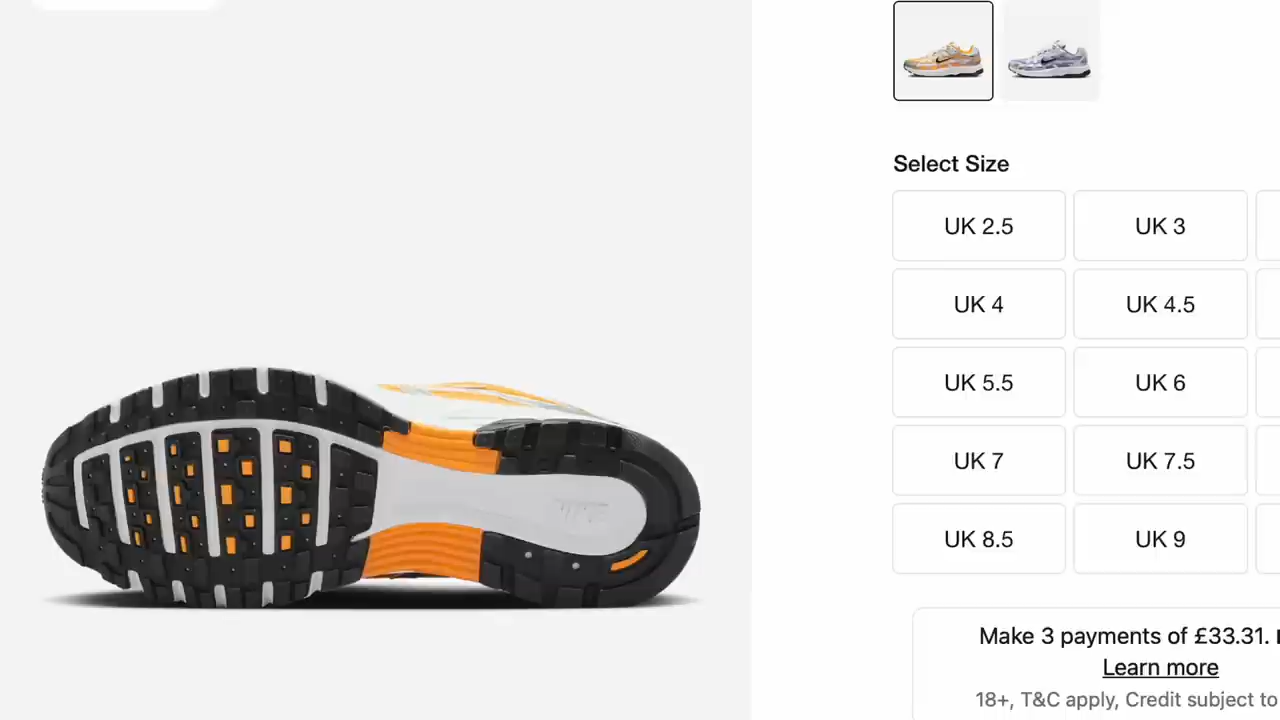 Select Size
UK 2.5
UK 3
UK 4
UK 4.5
UK 5.5
UK 6
UK 7
UK 7.5
UK 8.5
UK 9
Make 3 payments of £33.31.
Learn more
18+, T&C apply, Credit subject to